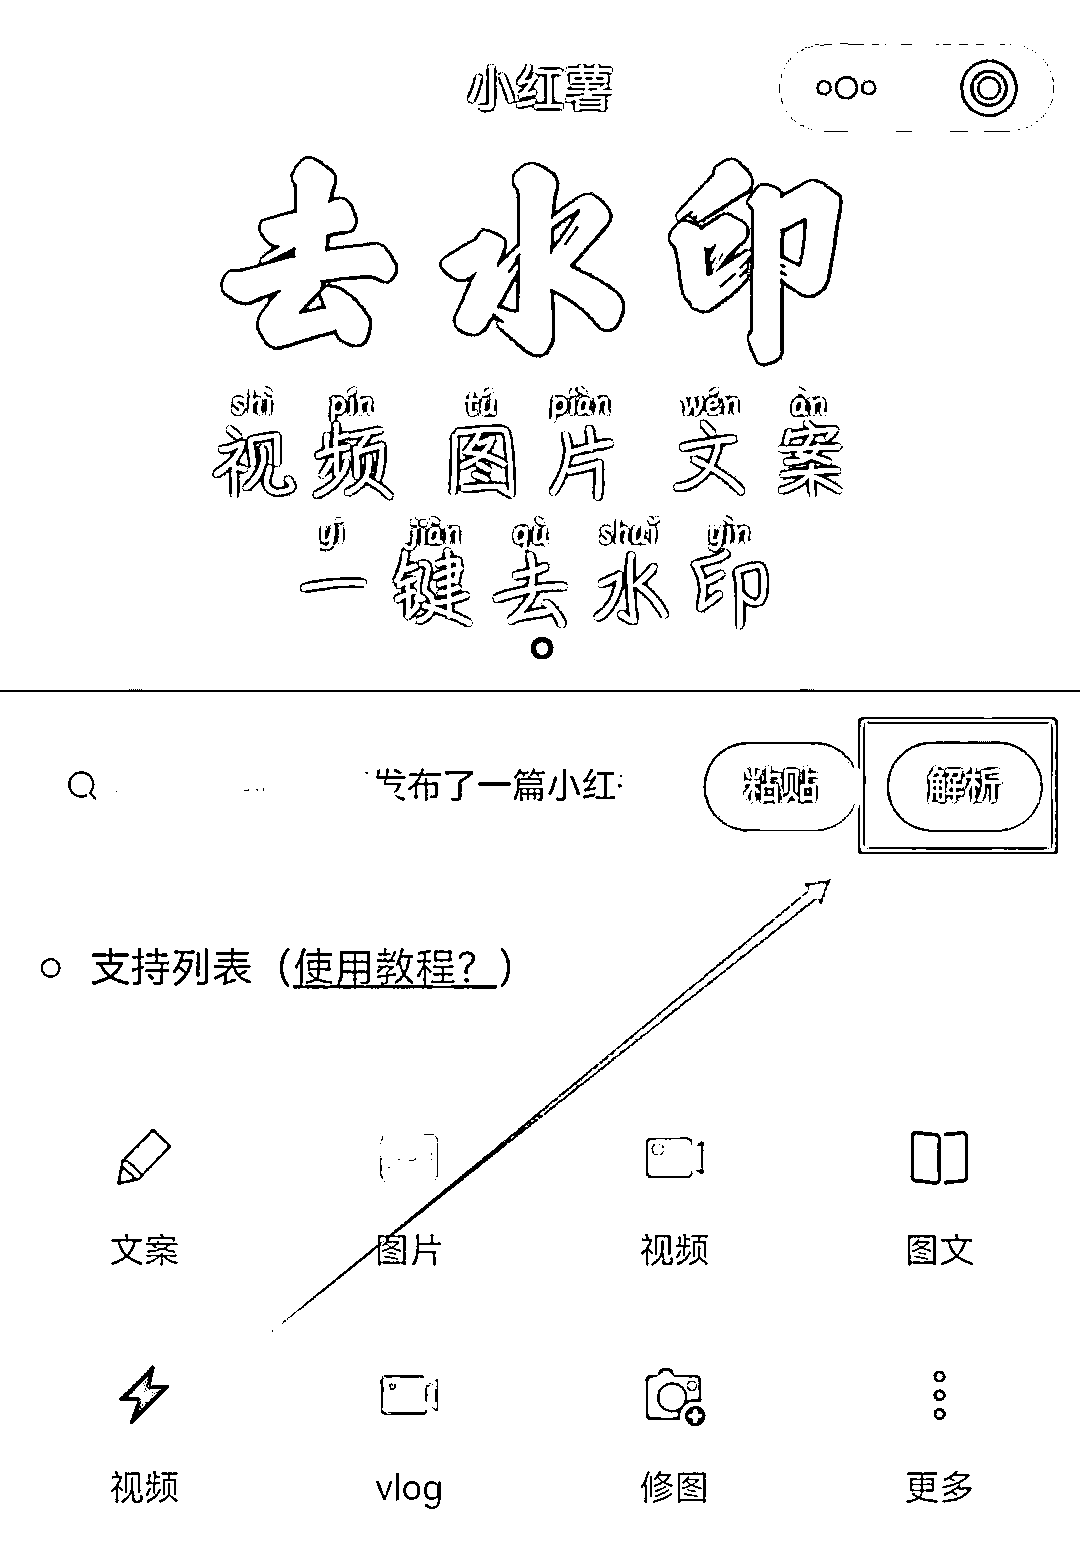 小红薯
去水印
shì pín tú piàn wén àn
视频 图片 文案
yí jiàn qù shuǐ yìn
一键去水印
发布了一篇小红
粘贴
解析
支持列表（使用教程？）
文案 图片 视频 图文
视频 vlog 修图 更多